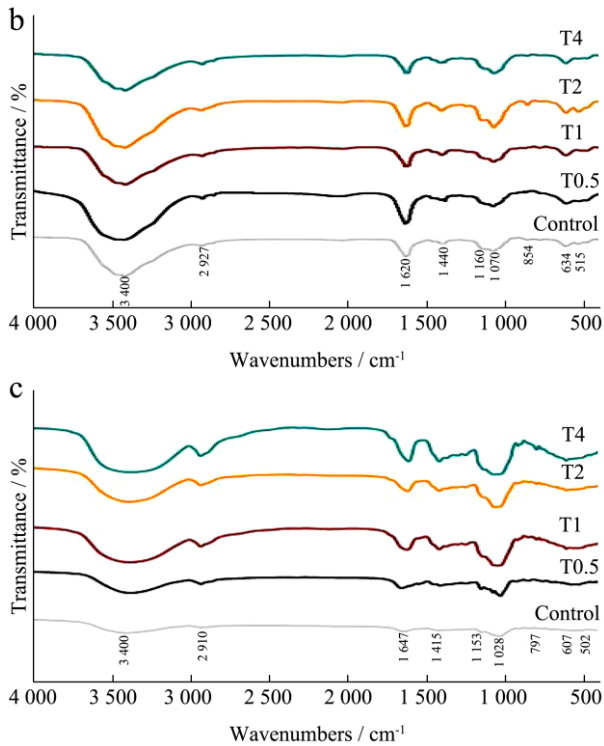 b
Transmittance / %
T4
T2
T1
T0.5
Control
3 400
2 927
1 620
1 440
1 160
1 070
854
634
515
4 000 3 500 3 000 2 500 2 000 1 500 1 000 500
Wavenumbers / cm⁻¹
c
Transmittance / %
T4
T2
T1
T0.5
Control
3 400
2 910
1 647
1 415
1 153
1 028
797
607
502
4 000 3 500 3 000 2 500 2 000 1 500 1 000 500
Wavenumbers / cm⁻¹